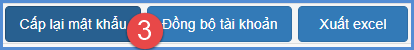 Cấp lại mật khẩu 3 Đồng bộ tài khoản Xuất excel